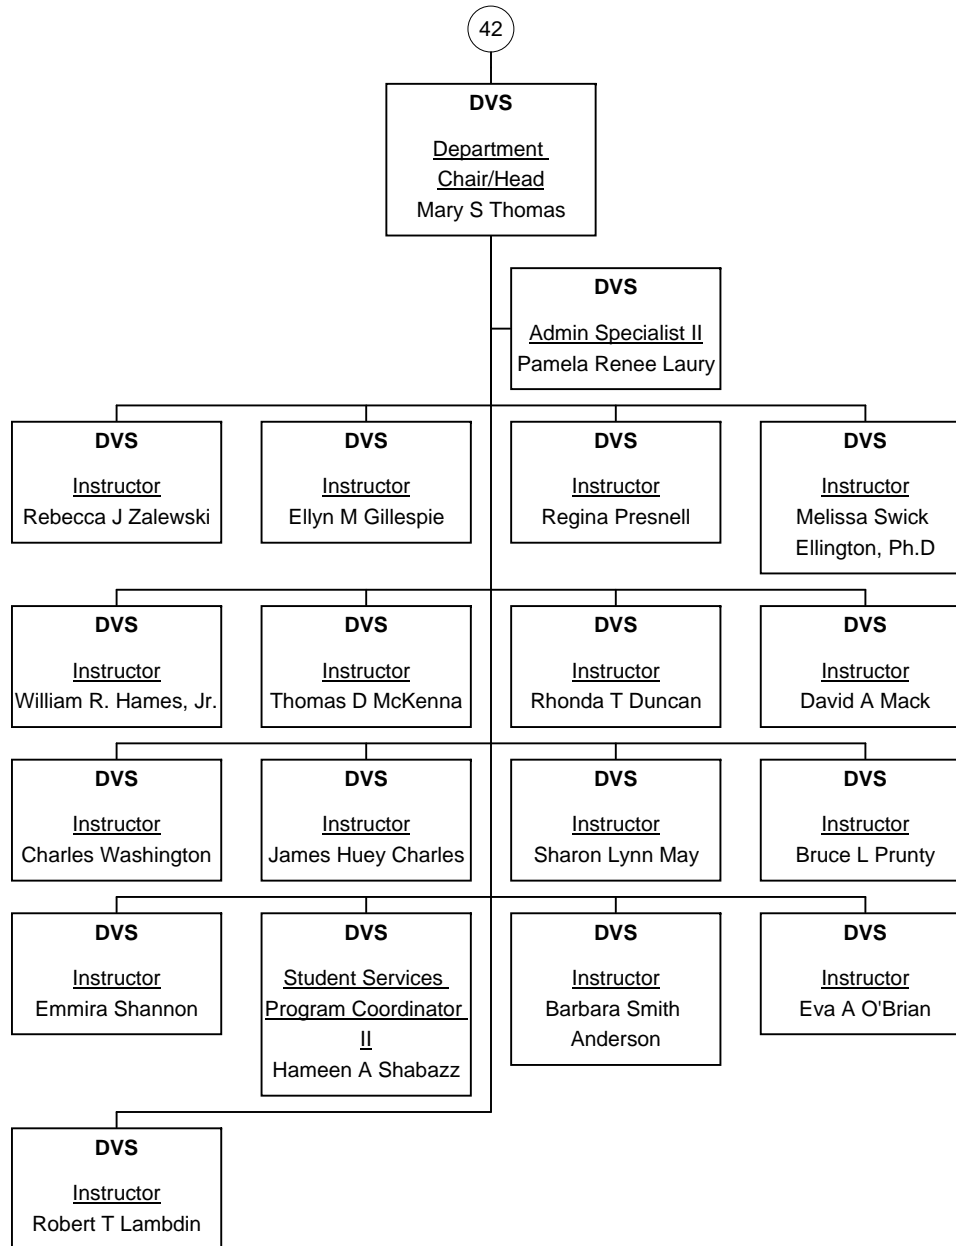 42
DVS
Department
Chair/Head
Mary S Thomas
DVS
Admin Specialist II
Pamela Renee Laury
DVS
Instructor
Rebecca J Zalewski
DVS
Instructor
Ellyn M Gillespie
DVS
Instructor
Regina Presnell
DVS
Instructor
Melissa Swick
Ellington, Ph.D
DVS
Instructor
William R. Hames, Jr.
DVS
Instructor
Thomas D McKenna
DVS
Instructor
Rhonda T Duncan
DVS
Instructor
David A Mack
DVS
Instructor
Charles Washington
DVS
Instructor
James Huey Charles
DVS
Instructor
Sharon Lynn May
DVS
Instructor
Bruce L Prunty
DVS
Instructor
Emmira Shannon
DVS
Student Services
Program Coordinator
II
Hameen A Shabazz
DVS
Instructor
Barbara Smith
Anderson
DVS
Instructor
Eva A O'Brian
DVS
Instructor
Robert T Lambdin